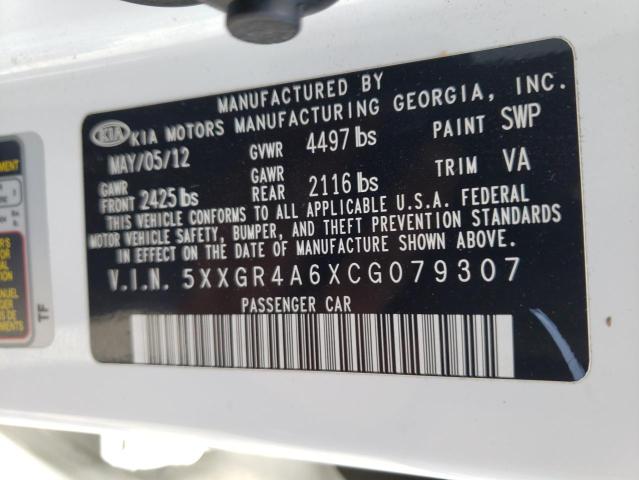 MANUFACTURED BY
KIA KIA MOTORS MANUFACTURING GEORGIA, INC.
MAY/05/12 GVWR 4497 lbs PAINT SWP
GAWR FRONT 2425 lbs GAWR REAR 2116 lbs TRIM VA
THIS VEHICLE CONFORMS TO ALL APPLICABLE U.S.A. FEDERAL
MOTOR VEHICLE SAFETY, BUMPER, AND THEFT PREVENTION STANDARDS
IN EFFECT ON THE DATE OF MANUFACTURE SHOWN ABOVE.
V.I.N. 5XXGR4A6XCG079307
PASSENGER CAR
TF